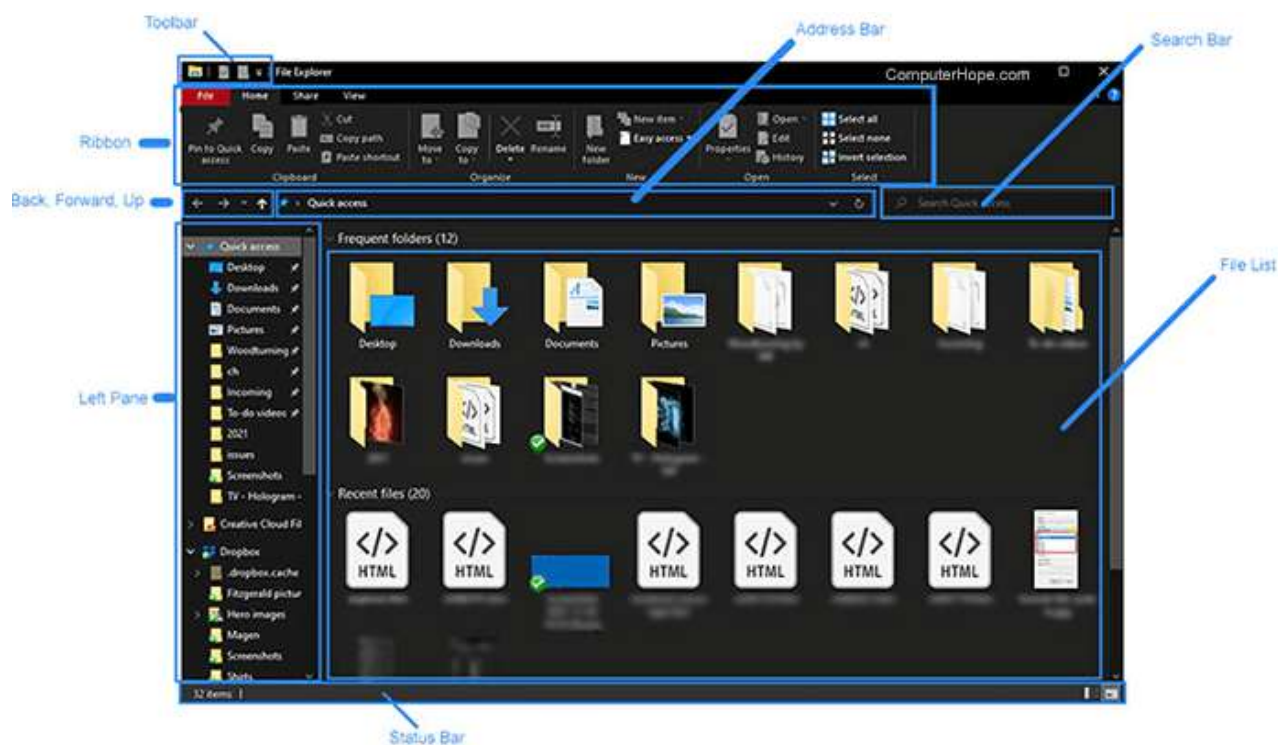 Toolbar
Address Bar
Search Bar
File Explorer
ComputerHope.com
File Home Share View
Ribbon
Pin to Quick access
Copy
Paste
Cut
Copy path
Paste shortcut
Clipboard
Move to
Copy to
Delete
Rename
Organize
New folder
New item
Easy access
New
Properties
Open
Edit
History
Open
Select all
Select none
Invert selection
Select
Back, Forward, Up
Quick access
Search Quick access
File List
Left Pane
Quick access
Desktop
Downloads
Documents
Pictures
Woodturning
ch
Incoming
To-do videos
2021
issues
Screenshots
TV - Hologram -
Creative Cloud Fil
Dropbox
.dropbox.cache
Fitzgerald pictur
Hero images
Magen
Screenshots
Shirts
Frequent folders (12)
Desktop
Downloads
Documents
Pictures
Recent files (20)
HTML
HTML
HTML
HTML
HTML
HTML
32 items
Status Bar